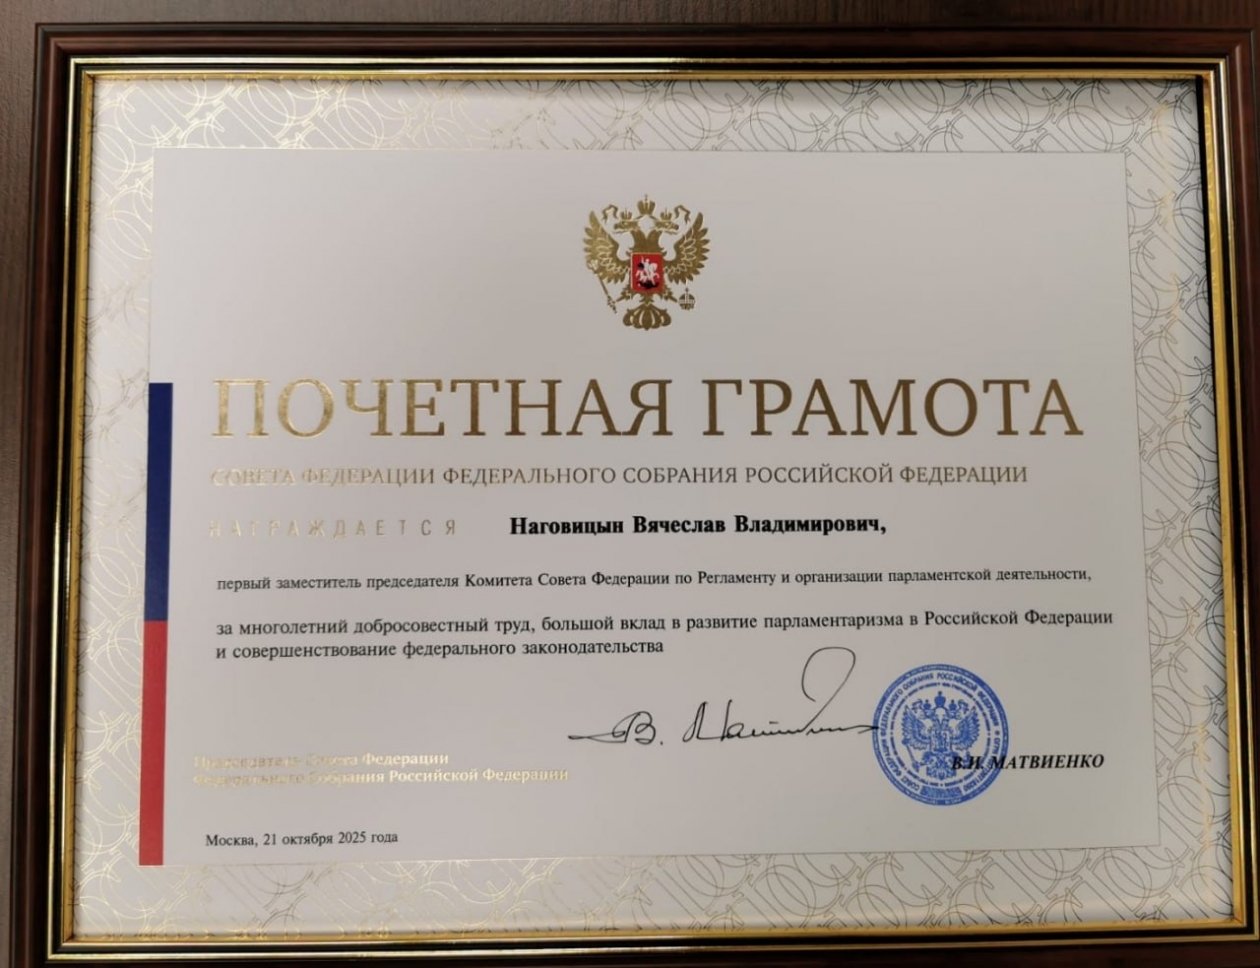 ПОЧЕТНАЯ ГРАМОТА
СОВЕТА ФЕДЕРАЦИИ ФЕДЕРАЛЬНОГО СОБРАНИЯ РОССИЙСКОЙ ФЕДЕРАЦИИ
НАГРАЖДАЕТСЯ Наговицын Вячеслав Владимирович,
первый заместитель председателя Комитета Совета Федерации по Регламенту и организации парламентской деятельности,
за многолетний добросовестный труд, большой вклад в развитие парламентаризма в Российской Федерации
и совершенствование федерального законодательства
Председатель Совета Федерации
Федерального Собрания Российской Федерации
В.И. МАТВИЕНКО
Москва, 21 октября 2025 года